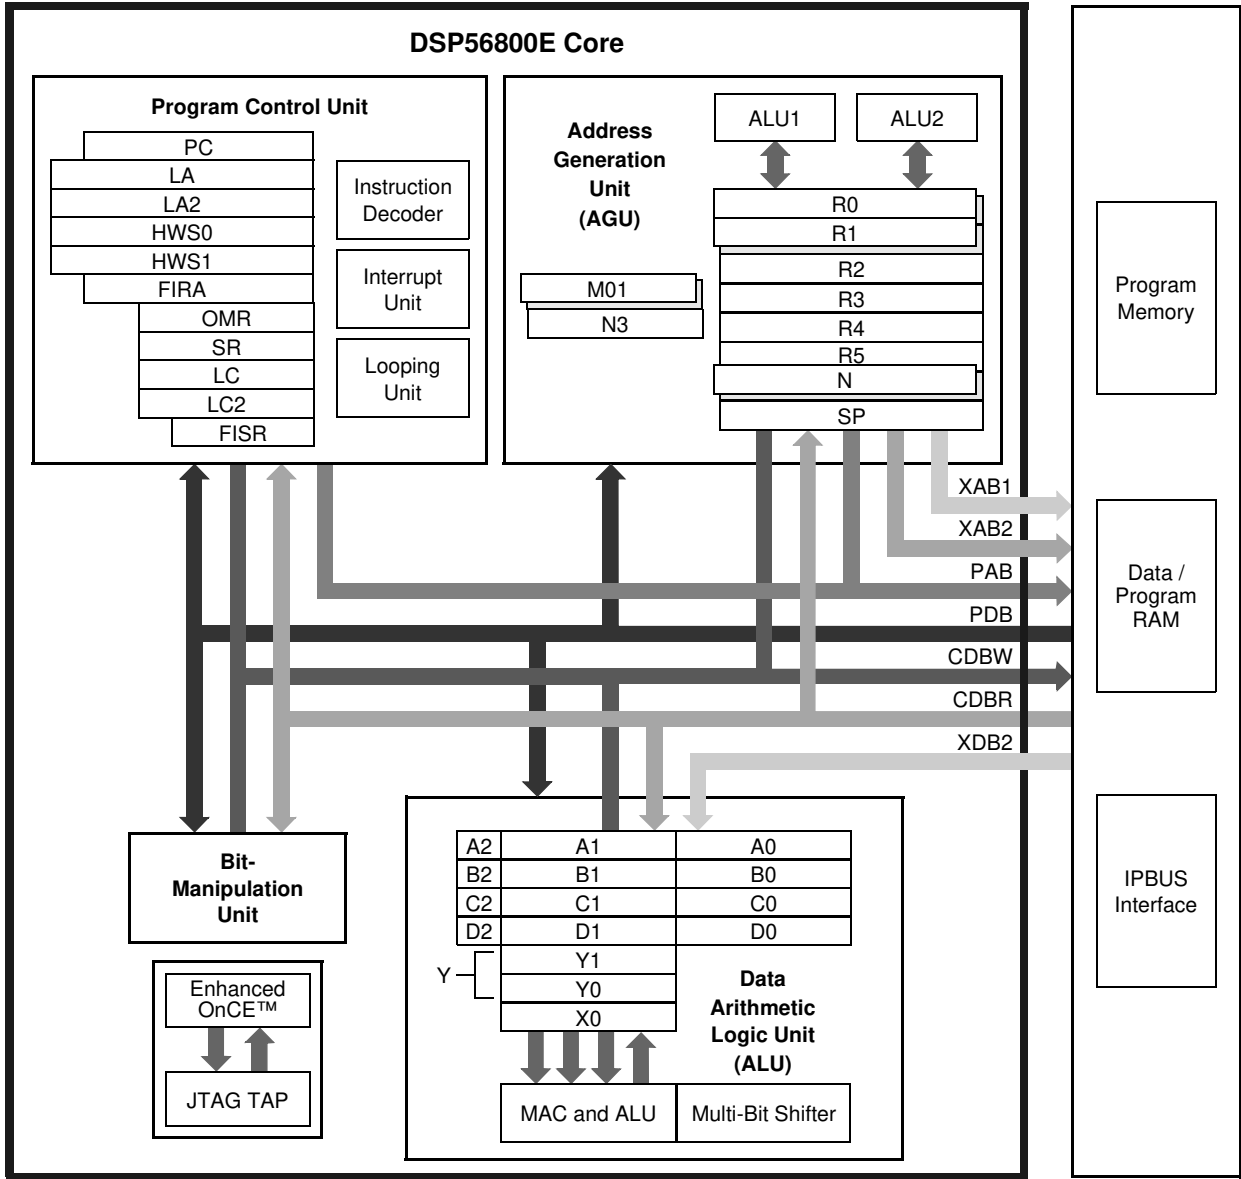 DSP56800E Core
Program Control Unit
PC
LA
LA2
HWS0
HWS1
FIRA
OMR
SR
LC
LC2
FISR
Instruction
Decoder
Interrupt
Unit
Looping
Unit
Address
Generation
Unit
(AGU)
ALU1
ALU2
R0
R1
R2
R3
R4
R5
N
SP
M01
N3
XAB1
XAB2
PAB
PDB
CDBW
CDBR
XDB2
Program
Memory
Data /
Program
RAM
IPBUS
Interface
Bit-
Manipulation
Unit
Enhanced
OnCE™
JTAG TAP
A2 A1 A0
B2 B1 B0
C2 C1 C0
D2 D1 D0
Y
Y1
Y0
X0
Data
Arithmetic
Logic Unit
(ALU)
MAC and ALU
Multi-Bit Shifter